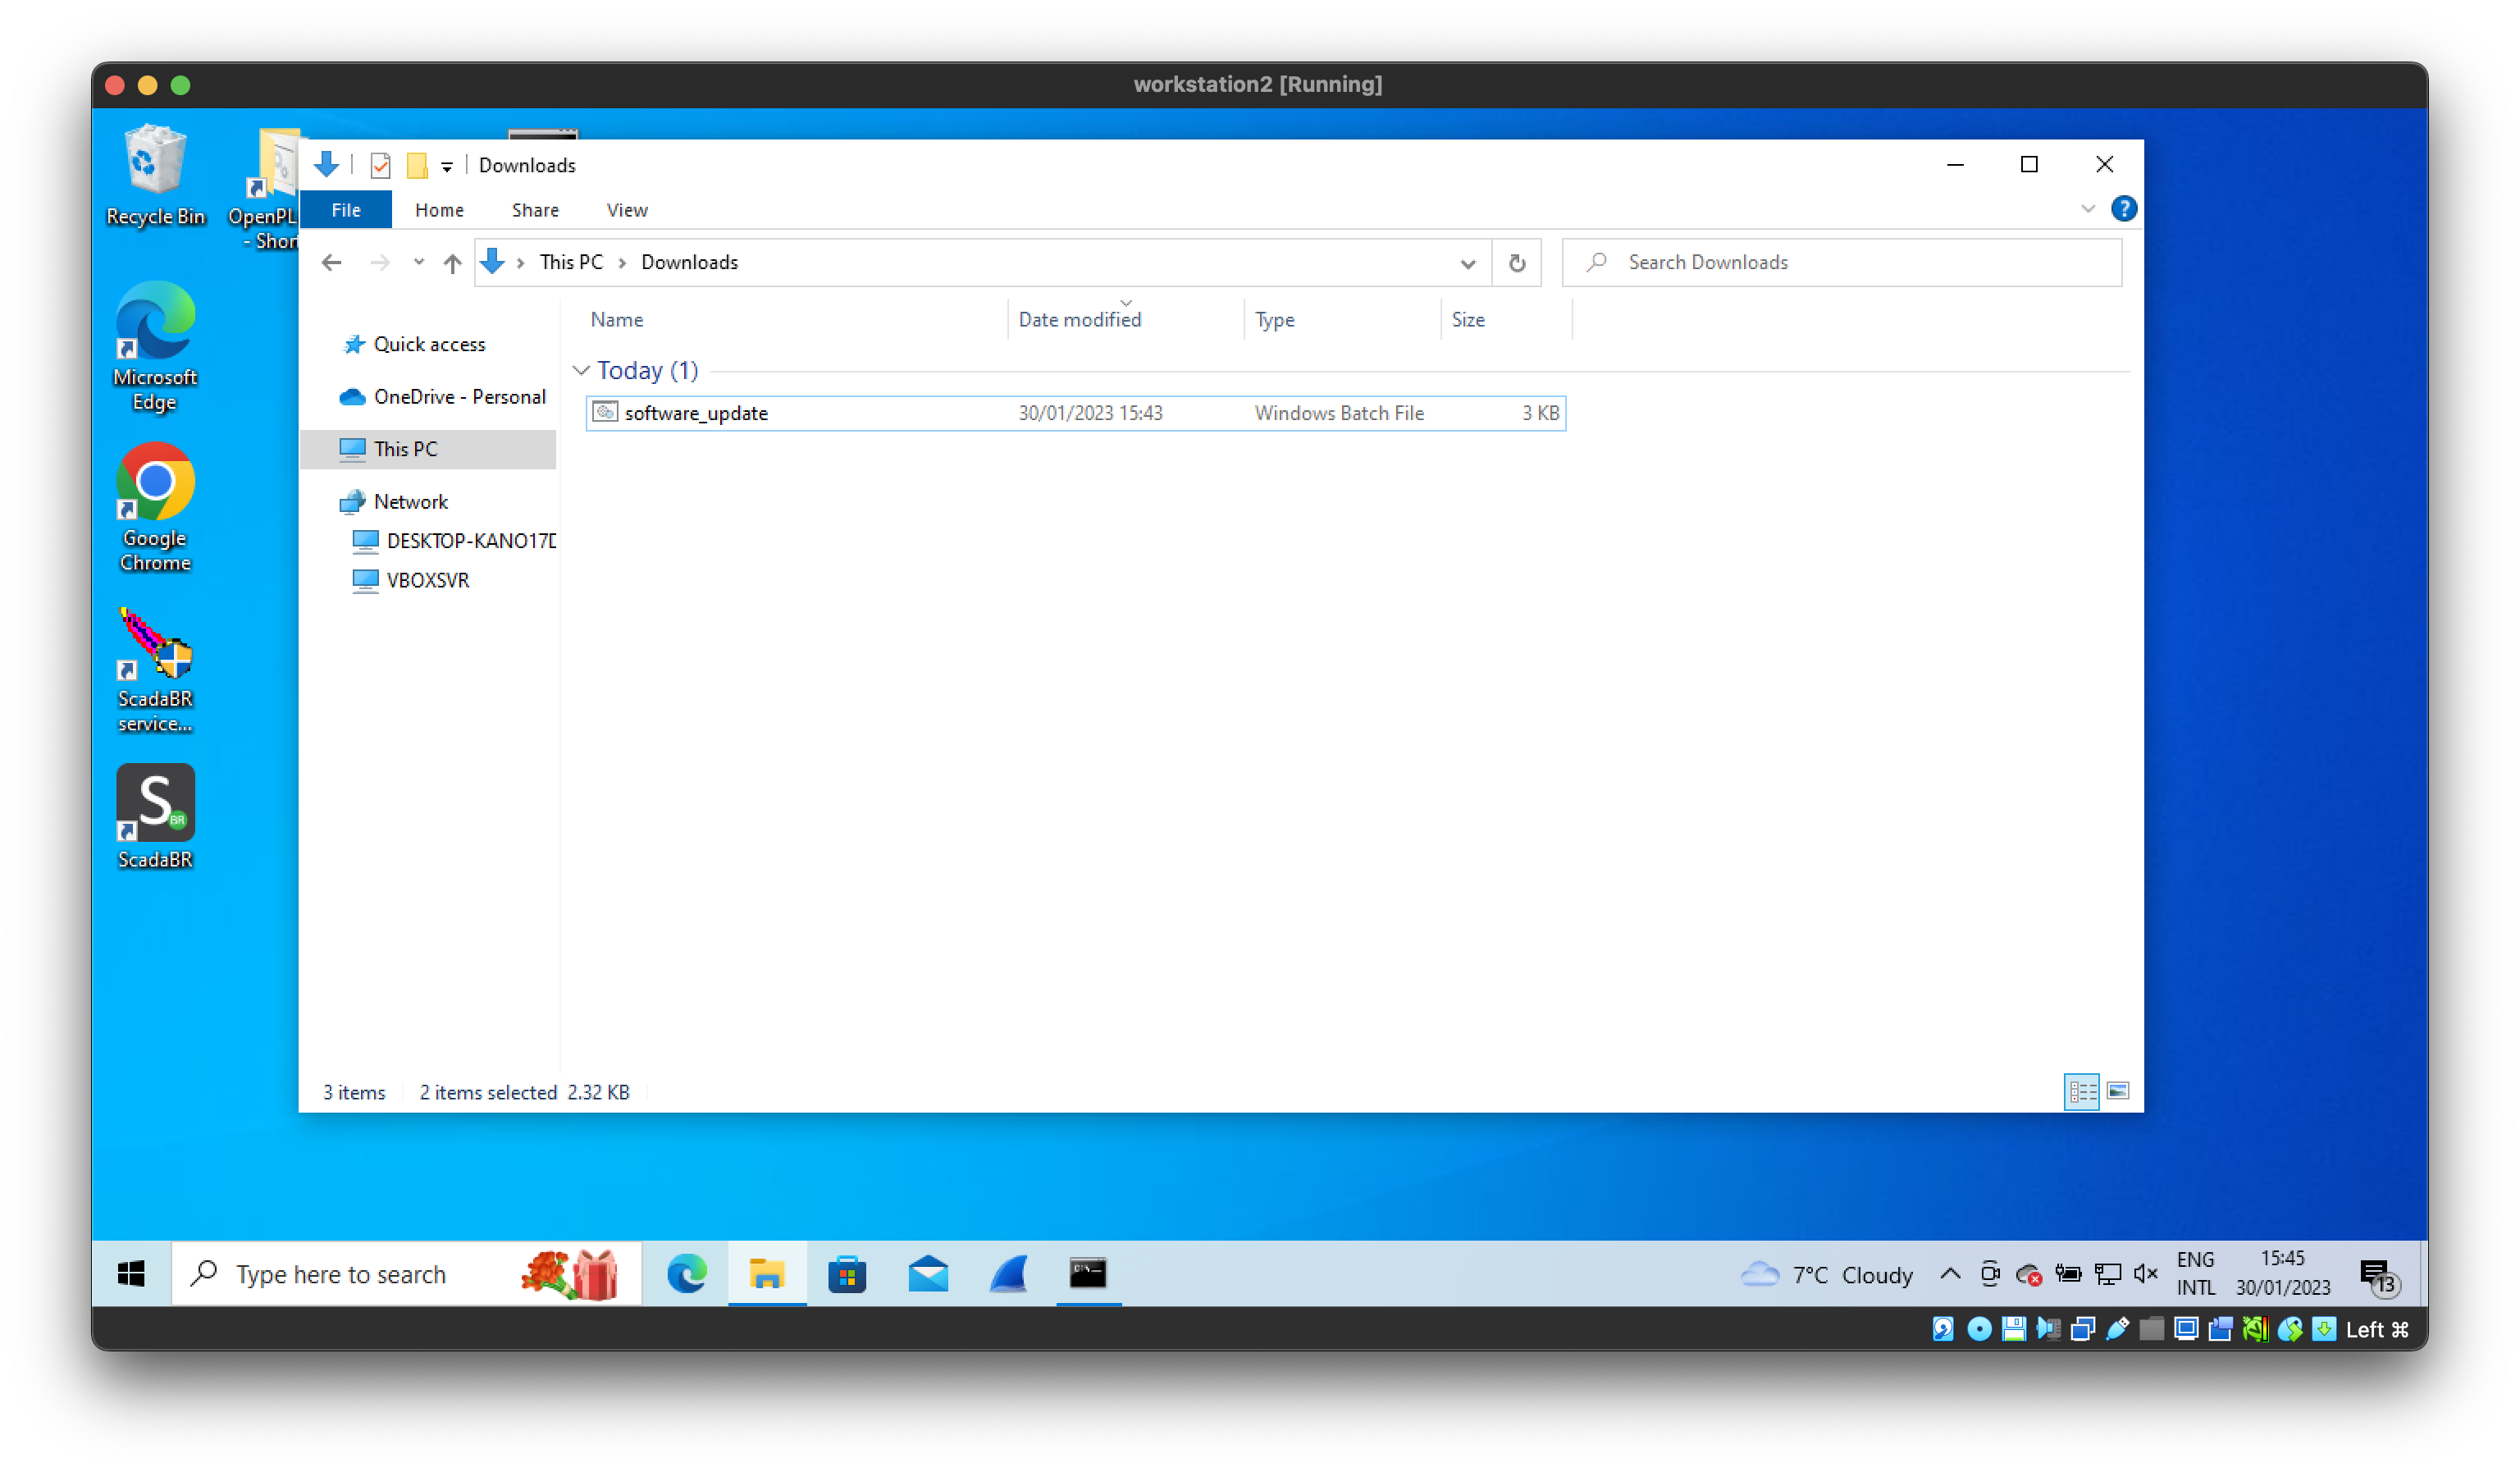 workstation2 [Running]
Recycle Bin
OpenPL
- Shor
Microsoft
Edge
Google
Chrome
ScadaBR
service...
S
BR
ScadaBR
Downloads
File Home Share View
?
This PC > Downloads
Search Downloads
Name Date modified Type Size
Quick access
OneDrive - Personal
This PC
Network
DESKTOP-KANO17D
VBOXSVR
Today (1)
software_update 30/01/2023 15:43 Windows Batch File 3 KB
3 items 2 items selected 2.32 KB
Type here to search
C:\_
7°C Cloudy
ENG
INTL
15:45
30/01/2023
13
Left ⌘